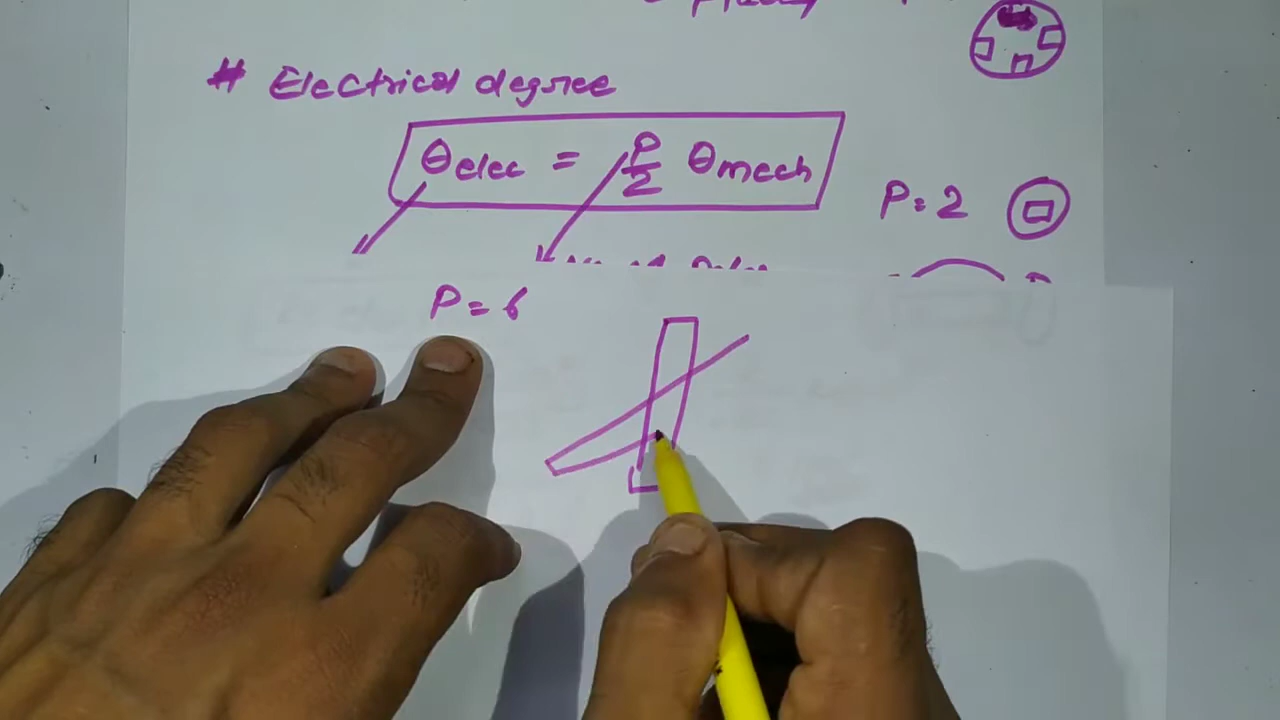 # Electrical degree
θelec = P/2 θmech
P = 2
P = 6